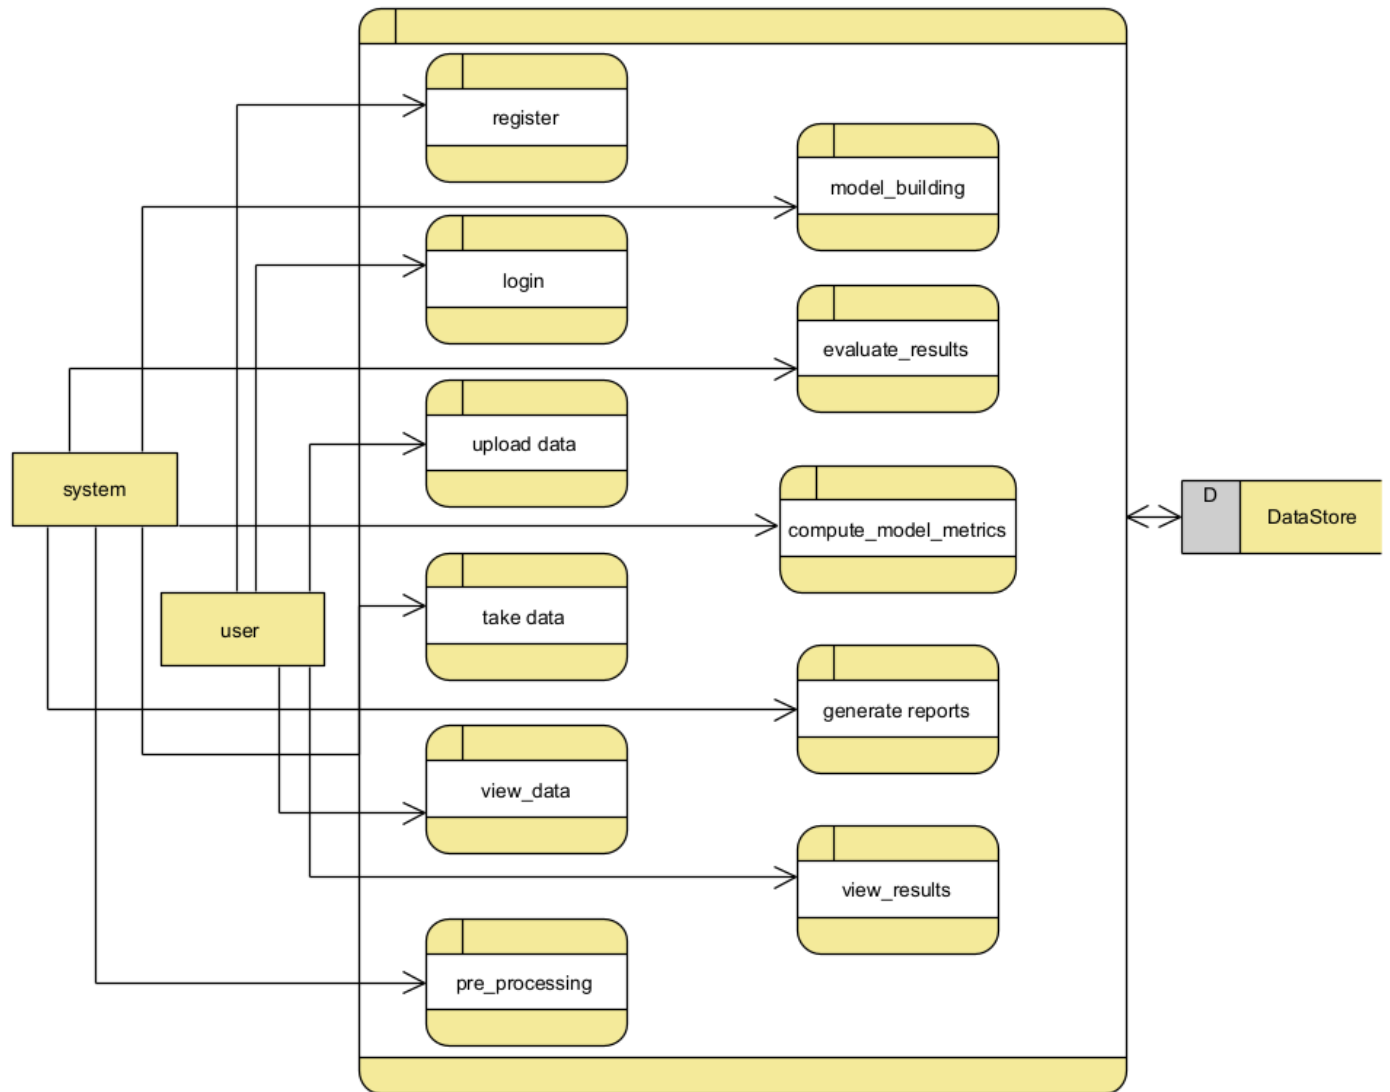 register
model_building
login
evaluate_results
upload data
system
D
DataStore
compute_model_metrics
take data
user
generate reports
view_data
view_results
pre_processing